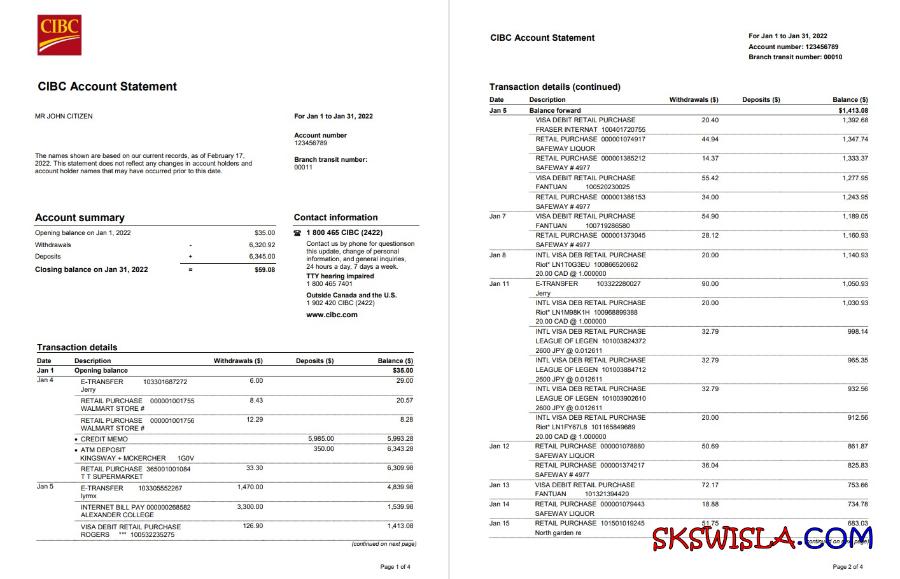 CIBC
CIBC Account Statement
MR JOHN CITIZEN
The names shown are based on our current records, as of February 17,
2022. This statement does not reflect any changes in account holders and
account holder names that may have occurred prior to this date.
For Jan 1 to Jan 31, 2022
Account number
123456789
Branch transit number:
00011
Account summary
Opening balance on Jan 1, 2022 $35.00
Withdrawals - 6,320.92
Deposits + 6,345.00
Closing balance on Jan 31, 2022 = $59.08
Contact information
☎ 1 800 465 CIBC (2422)
Contact us by phone for questionson
this update, change of personal
information, and general inquiries,
24 hours a day, 7 days a week.
TTY hearing impaired
1 800 465 7401
Outside Canada and the U.S.
1 902 420 CIBC (2422)
www.cibc.com
Transaction details
Date Description Withdrawals ($) Deposits ($) Balance ($)
Jan 1 Opening balance $35.00
Jan 4 E-TRANSFER 103301687272 6.00 29.00
Jerry
RETAIL PURCHASE 000001001755 8.43 20.57
WALMART STORE #
RETAIL PURCHASE 000001001756 12.29 8.28
WALMART STORE #
• CREDIT MEMO 5,985.00 5,993.28
• ATM DEPOSIT 350.00 6,343.28
KINGSWAY + MCKERCHER 1G0V
RETAIL PURCHASE 365001001084 33.30 6,309.98
T T SUPERMARKET
Jan 5 E-TRANSFER 103305552267 1,470.00 4,839.98
lyrmx
INTERNET BILL PAY 000000268682 3,300.00 1,539.98
ALEXANDER COLLEGE
VISA DEBIT RETAIL PURCHASE 126.90 1,413.08
ROGERS *** 100532235275
(continued on next page)
Page 1 of 4
CIBC Account Statement
For Jan 1 to Jan 31, 2022
Account number: 123456789
Branch transit number: 00010
Transaction details (continued)
Date Description Withdrawals ($) Deposits ($) Balance ($)
Jan 5 Balance forward $1,413.08
VISA DEBIT RETAIL PURCHASE 20.40 1,392.68
FRASER INTERNAT 100401720755
RETAIL PURCHASE 000001074917 44.94 1,347.74
SAFEWAY LIQUOR
RETAIL PURCHASE 000001385212 14.37 1,333.37
SAFEWAY # 4977
VISA DEBIT RETAIL PURCHASE 55.42 1,277.95
FANTUAN 100520230025
RETAIL PURCHASE 000001386153 34.00 1,243.95
SAFEWAY # 4977
Jan 7 VISA DEBIT RETAIL PURCHASE 54.90 1,189.05
FANTUAN 100719286580
RETAIL PURCHASE 000001373045 28.12 1,160.93
SAFEWAY # 4977
Jan 8 INTL VISA DEB RETAIL PURCHASE 20.00 1,140.93
Riot* LN1T0G3EU 100866520662
20.00 CAD @ 1.000000
Jan 11 E-TRANSFER 103322280027 90.00 1,050.93
Jerry
INTL VISA DEB RETAIL PURCHASE 20.00 1,030.93
Riot* LN1M98K1H 100968899388
20.00 CAD @ 1.000000
INTL VISA DEB RETAIL PURCHASE 32.79 998.14
LEAGUE OF LEGEN 101003824372
2600 JPY @ 0.012611
INTL VISA DEB RETAIL PURCHASE 32.79 965.35
LEAGUE OF LEGEN 101003884712
2600 JPY @ 0.012611
INTL VISA DEB RETAIL PURCHASE 32.79 932.56
LEAGUE OF LEGEN 101003902610
2600 JPY @ 0.012611
INTL VISA DEB RETAIL PURCHASE 20.00 912.56
Riot* LN1FY67L8 101165849689
20.00 CAD @ 1.000000
Jan 12 RETAIL PURCHASE 000001078880 50.69 861.87
SAFEWAY LIQUOR
RETAIL PURCHASE 000001374217 36.04 825.83
SAFEWAY # 4977
Jan 13 VISA DEBIT RETAIL PURCHASE 72.17 753.66
FANTUAN 101321394420
Jan 14 RETAIL PURCHASE 000001079443 18.88 734.78
SAFEWAY LIQUOR
Jan 15 RETAIL PURCHASE 101501019245 51.75 683.03
North garden re
(continued on next page)
SKSWISLA.COM
Page 2 of 4